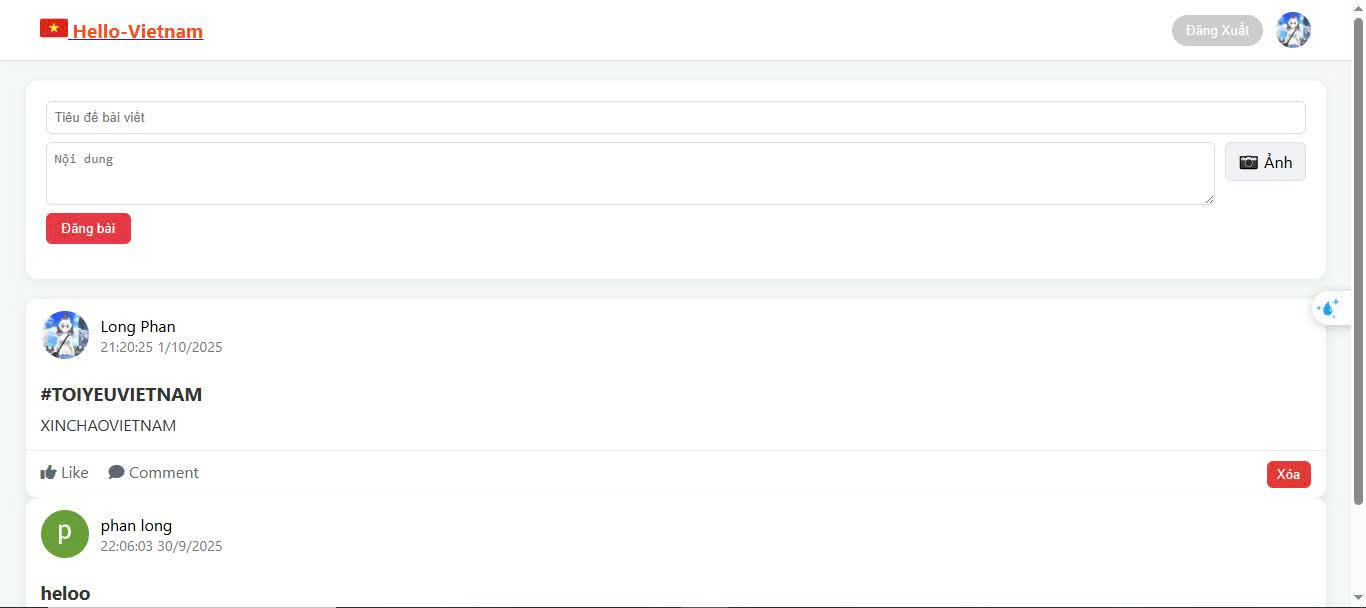 Hello-Vietnam
Đăng Xuất
Tiêu đề bài viết
Nội dung
Ảnh
Đăng bài
Long Phan
21:20:25 1/10/2025
#TOIYEUVIETNAM
XINCHAOVIETNAM
Like Comment Xóa
p
phan long
22:06:03 30/9/2025
heloo